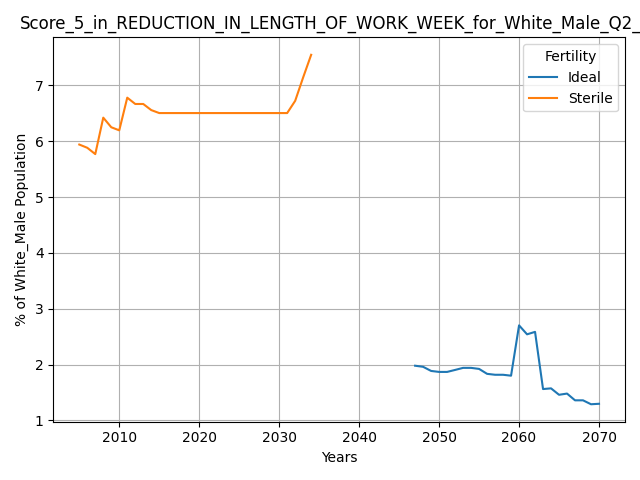 Score_5_in_REDUCTION_IN_LENGTH_OF_WORK_WEEK_for_White_Male_Q2_
Fertility
Ideal
Sterile
% of White_Male Population
7
6
5
4
3
2
1
2010 2020 2030 2040 2050 2060 2070
Years